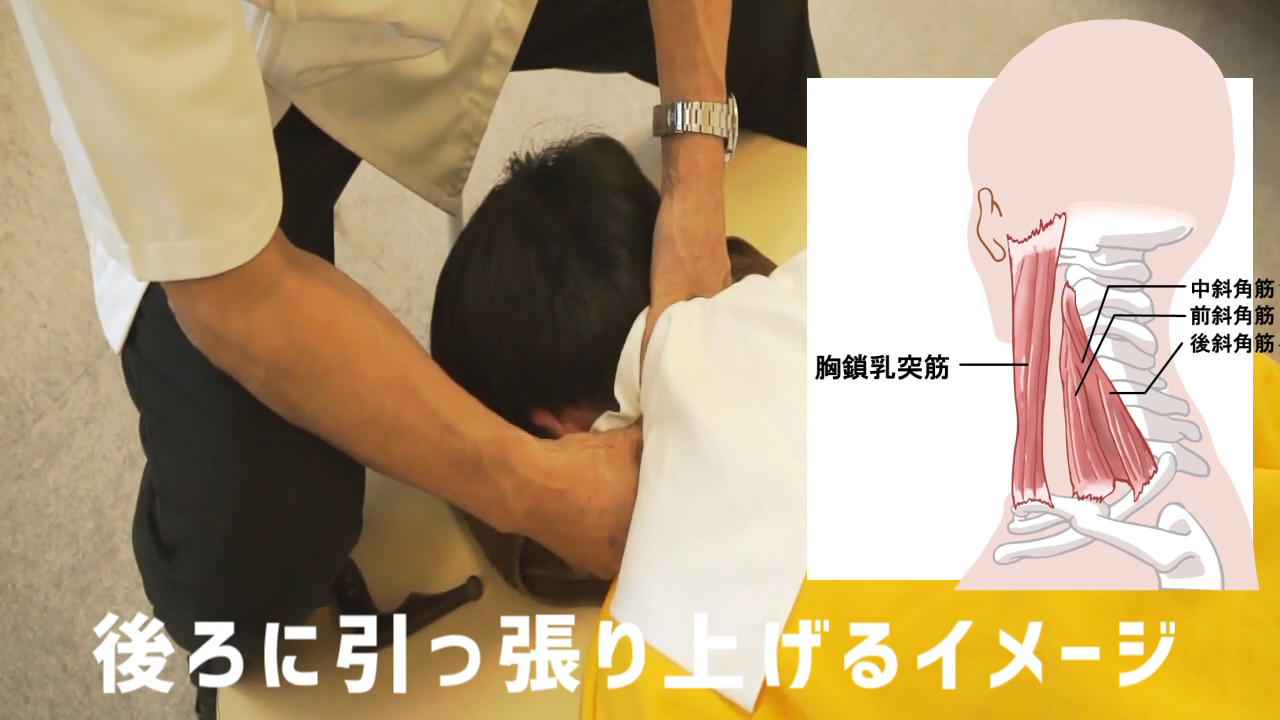 中斜角筋
前斜角筋
後斜角筋
胸鎖乳突筋
後ろに引っ張り上げるイメージ